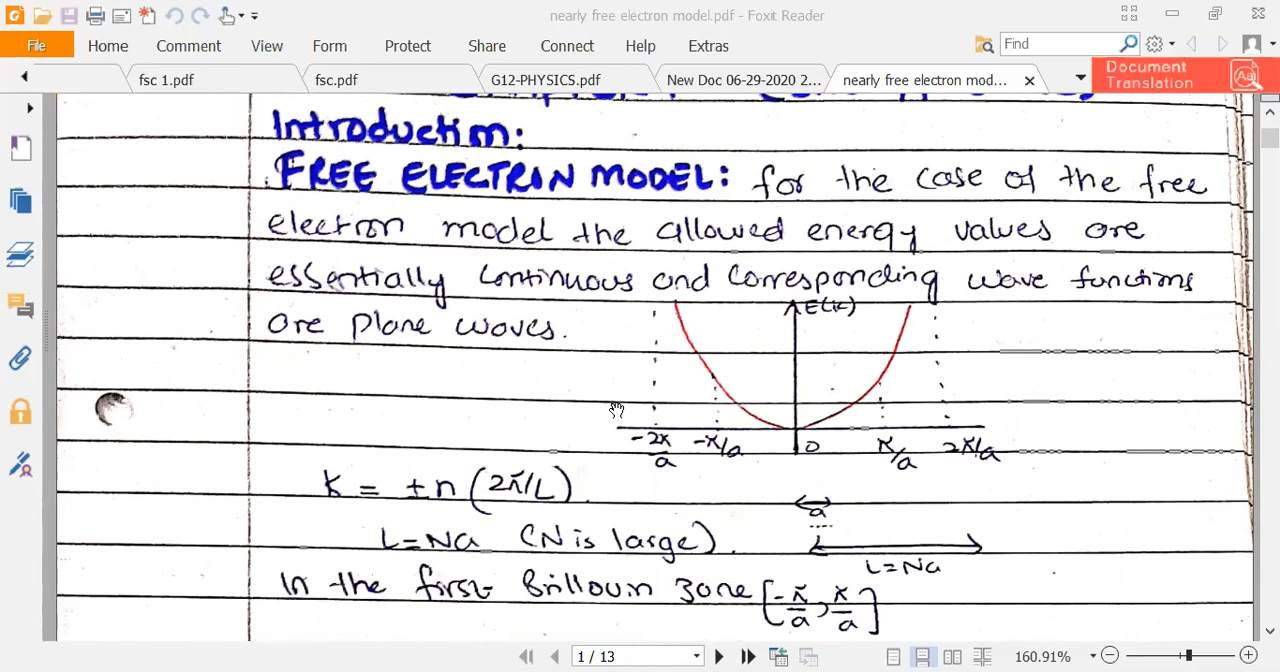 nearly free electron model.pdf - Foxit Reader
File Home Comment View Form Protect Share Connect Help Extras
Find
fsc 1.pdf fsc.pdf G12-PHYSICS.pdf New Doc 06-29-2020 2... nearly free electron mod...
Document
Translation
Introduction:
FREE ELECTRON MODEL: for the case of the free
electron model the allowed energy values are
essentially continuous and corresponding wave functions
are plane waves.
E(k)
-2π/a -π/a 0 π/a 2π/a
K = ±n (2π/L)
a
L=Na (N is large).
L=Na
In the first Brillouin zone [-π/a, π/a]
1 / 13
160.91%